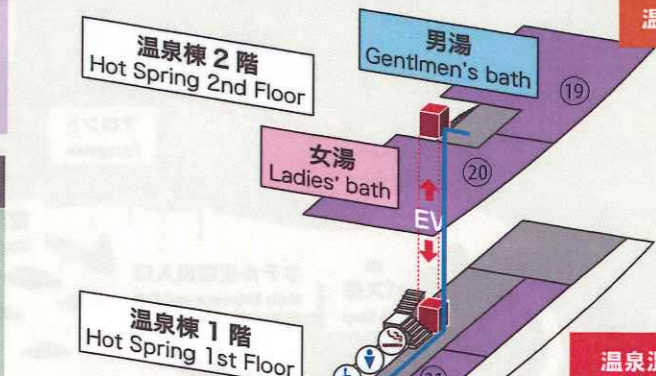 温
温泉棟 2 階
Hot Spring 2nd Floor
男湯
Gentlmen's bath
⑲
女湯
Ladies' bath
⑳
EV
温泉棟 1 階
Hot Spring 1st Floor
温泉